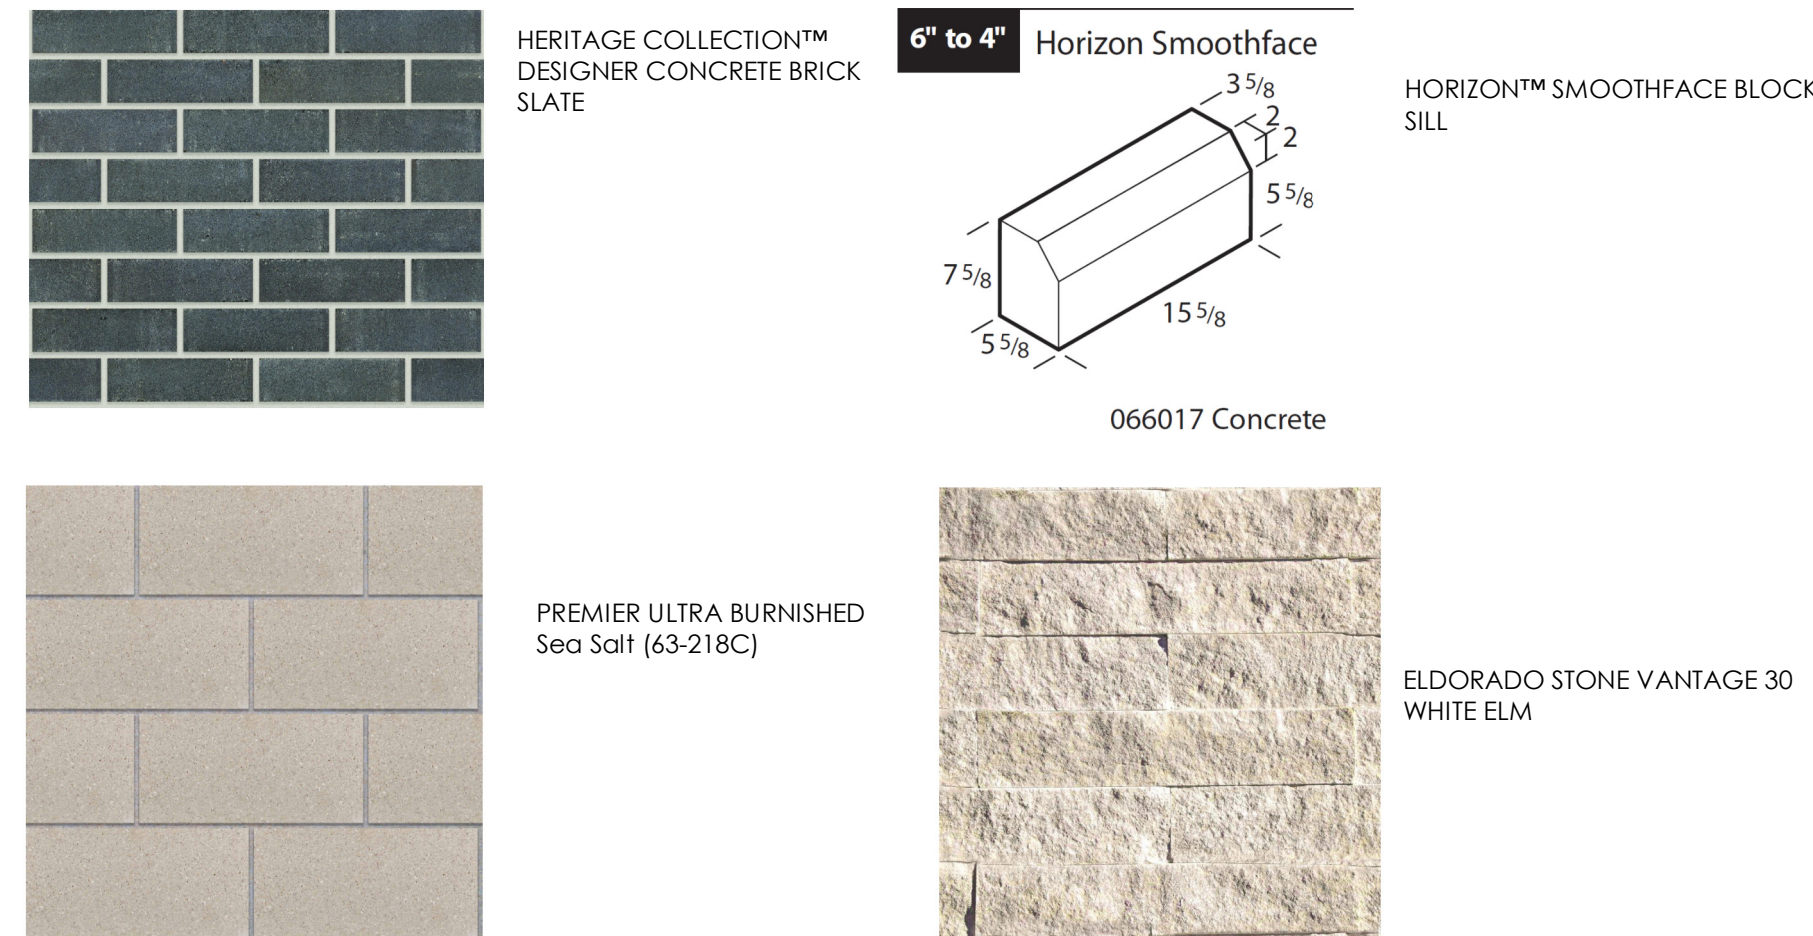 HERITAGE COLLECTION™
DESIGNER CONCRETE BRICK
SLATE
6" to 4"
Horizon Smoothface
3 5/8
2
2
5 5/8
7 5/8
15 5/8
5 5/8
066017 Concrete
HORIZON™ SMOOTHFACE BLOCK
SILL
PREMIER ULTRA BURNISHED
Sea Salt (63-218C)
ELDORADO STONE VANTAGE 30
WHITE ELM